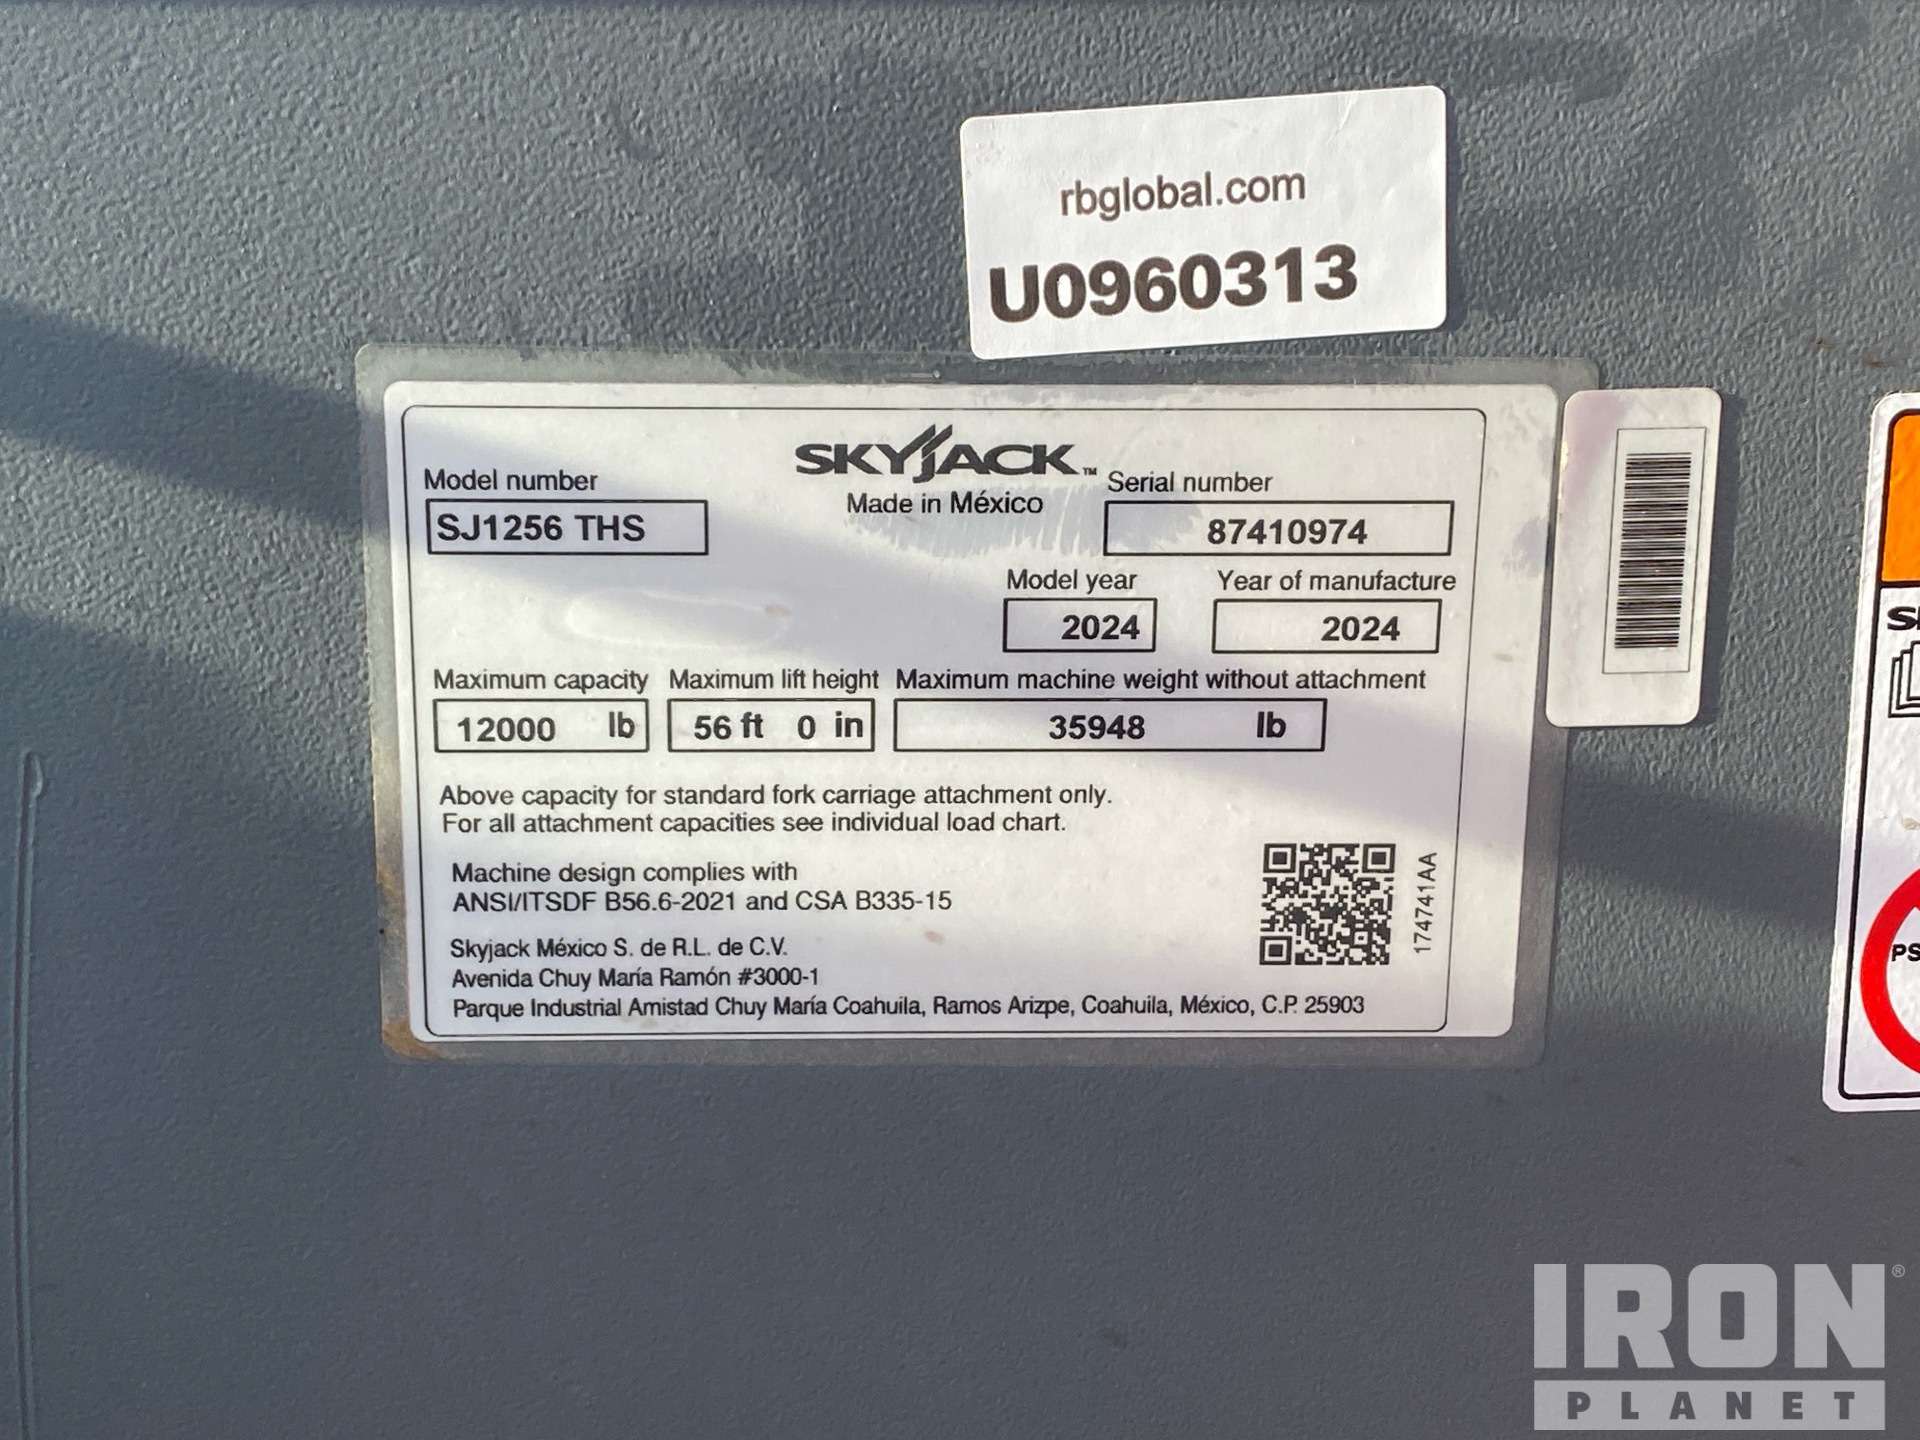 rbglobal.com
U0960313
SKYJACK™
Made in México
Model number
SJ1256 THS
Serial number
87410974
Model year
2024
Year of manufacture
2024
Maximum capacity
12000 lb
Maximum lift height
56 ft 0 in
Maximum machine weight without attachment
35948 lb
Above capacity for standard fork carriage attachment only.
For all attachment capacities see individual load chart.
Machine design complies with
ANSI/ITSDF B56.6-2021 and CSA B335-15
Skyjack México S. de R.L. de C.V.
Avenida Chuy María Ramón #3000-1
Parque Industrial Amistad Chuy María Coahuila, Ramos Arizpe, Coahuila, México, C.P. 25903
174741AA
PS
IRON®
PLANET